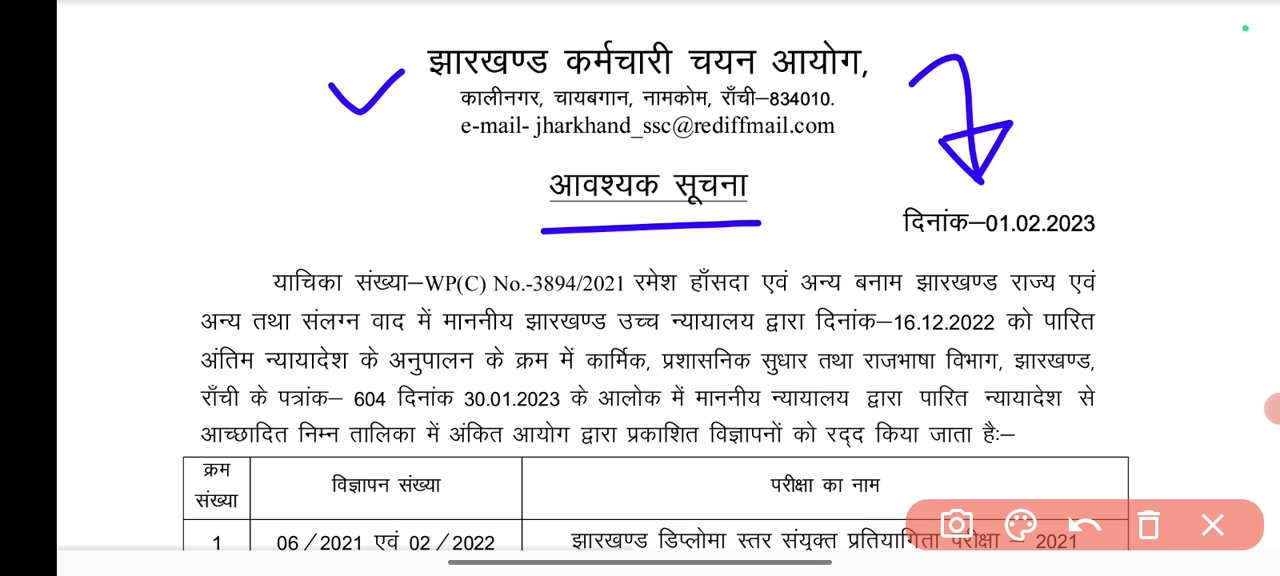 झारखण्ड कर्मचारी चयन आयोग,
कालीनगर, चायबगान, नामकोम, राँची–834010.
e-mail- jharkhand_ssc@rediffmail.com
आवश्यक सूचना
दिनांक–01.02.2023
याचिका संख्या–WP(C) No.-3894/2021 रमेश हाँसदा एवं अन्य बनाम झारखण्ड राज्य एवं
अन्य तथा संलग्न वाद में माननीय झारखण्ड उच्च न्यायालय द्वारा दिनांक–16.12.2022 को पारित
अंतिम न्यायादेश के अनुपालन के क्रम में कार्मिक, प्रशासनिक सुधार तथा राजभाषा विभाग, झारखण्ड,
राँची के पत्रांक– 604 दिनांक 30.01.2023 के आलोक में माननीय न्यायालय द्वारा पारित न्यायादेश से
आच्छादित निम्न तालिका में अंकित आयोग द्वारा प्रकाशित विज्ञापनों को रद्द किया जाता हैः–
क्रम संख्या विज्ञापन संख्या परीक्षा का नाम
1 06/2021 एवं 02/2022 झारखण्ड डिप्लोमा स्तर संयुक्त प्रतियोगिता परीक्षा – 2021